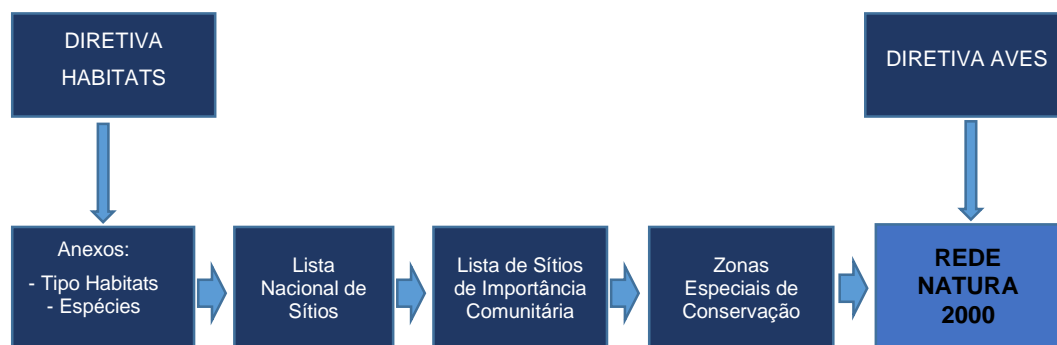 DIRETIVA
HABITATS
DIRETIVA AVES
Anexos:
- Tipo Habitats
- Espécies
Lista
Nacional de
Sítios
Lista de Sítios
de Importância
Comunitária
Zonas
Especiais de
Conservação
REDE
NATURA
2000